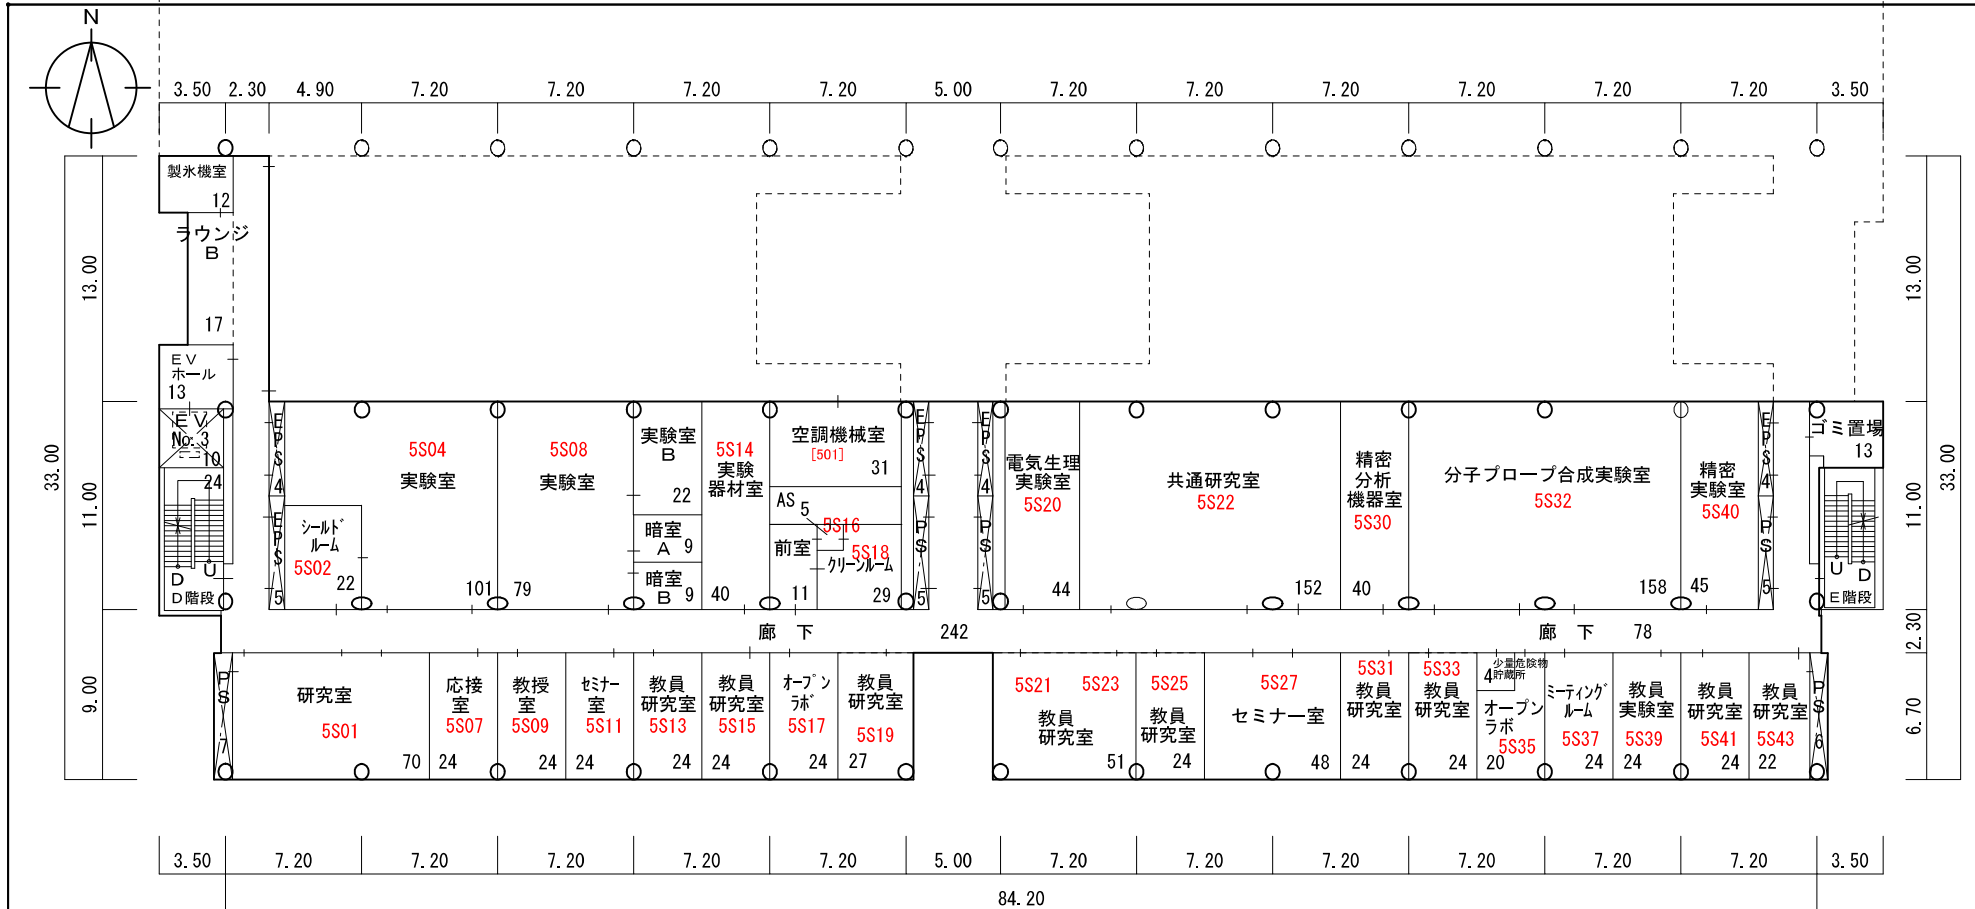 N
3.50 2.30 4.90 7.20 7.20 7.20 7.20 5.00 7.20 7.20 7.20 7.20 7.20 7.20 3.50
33.00
13.00
11.00
9.00
13.00
11.00
2.30
6.70
33.00
製氷機室
12
ラウンジ
B
17
EV
ホール
13
EV
No.3
10
24
D U
D階段
EPS4
EPS5
5S04
実験室
101
シールド
ルーム
5S02
22
5S08
実験室
79
実験室
B
22
暗室
A 9
暗室
B 9
5S14
実験
器材室
40
空調機械室
[501]
31
AS
5
5S16
前室
11
5S18
クリーンルーム
29
EPS4
PS5
EPS4
PS5
電気生理
実験室
5S20
44
共通研究室
5S22
152
精密
分析
機器室
5S30
40
分子プローブ合成実験室
5S32
158
精密
実験室
5S40
45
EPS4
PS5
ゴミ置場
13
U D
E階段
廊 下 242
廊 下 78
PS7
研究室
5S01
70
応接
室
5S07
24
教授
室
5S09
24
セミナー
室
5S11
24
教員
研究室
5S13
24
教員
研究室
5S15
24
オープン
ラボ
5S17
24
教員
研究室
5S19
27
5S21 5S23
教員
研究室
51
5S25
教員
研究室
24
5S27
セミナー室
48
5S31
教員
研究室
24
5S33
教員
研究室
24
少量危険物
貯蔵所
4
オープン
ラボ
5S35
20
ミーティング
ルーム
5S37
24
教員
実験室
5S39
24
教員
研究室
5S41
24
教員
研究室
5S43
22
PS6
3.50 7.20 7.20 7.20 7.20 7.20 5.00 7.20 7.20 7.20 7.20 7.20 7.20 3.50
84.20